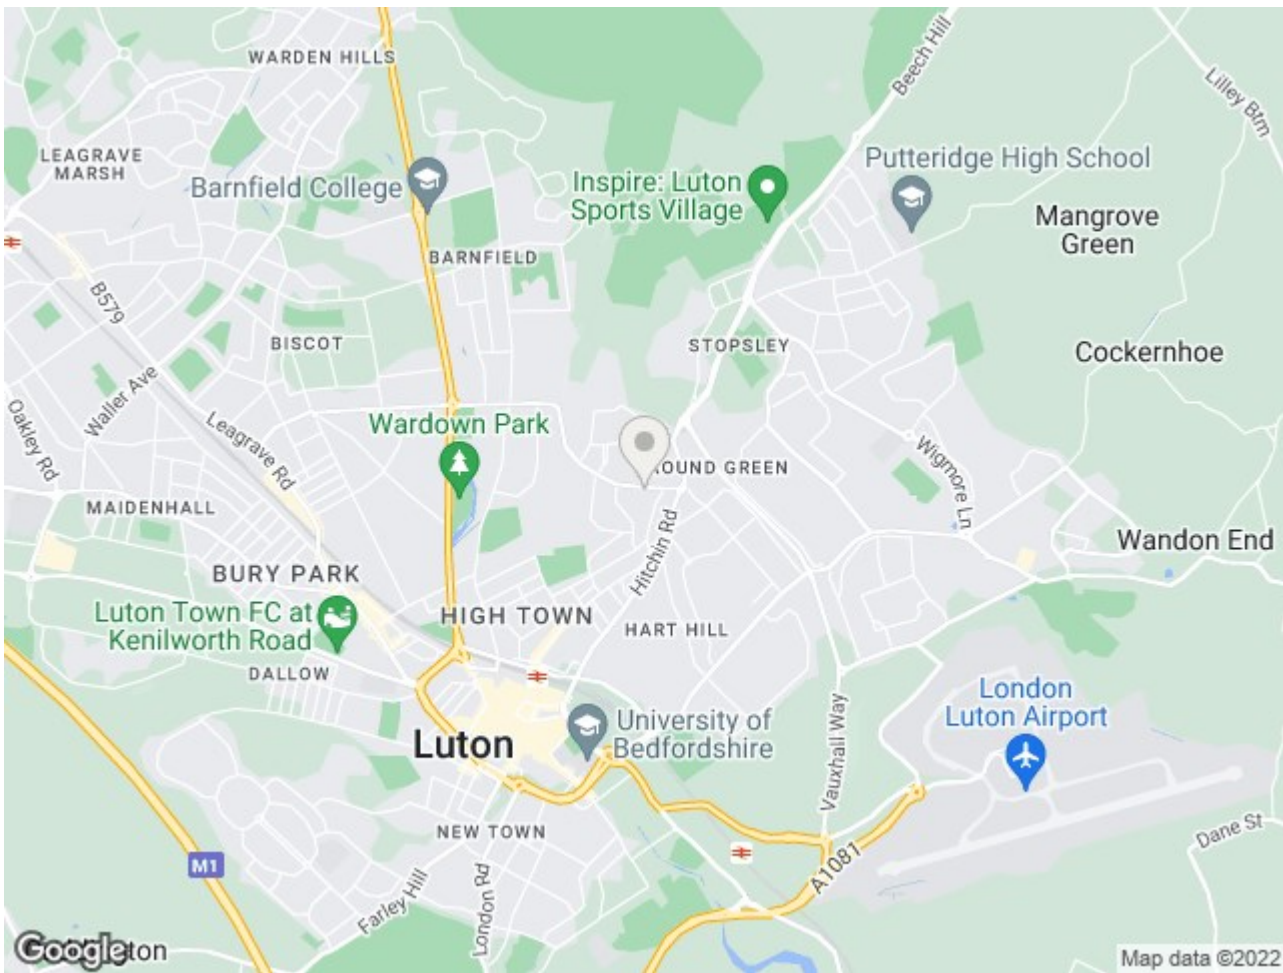 WARDEN HILLS
Beech Hill
Lilley Btm
LEAGRAVE
MARSH
Barnfield College
Inspire: Luton
Sports Village
Putteridge High School
Mangrove
Green
BARNFIELD
B579
BISCOT
STOPSLEY
Cockernhoe
Waller Ave
Oakley Rd
Leagrave Rd
Wardown Park
ROUND GREEN
Wigmore Ln
MAIDENHALL
Hitchin Rd
Wandon End
BURY PARK
Luton Town FC at
Kenilworth Road
HIGH TOWN
HART HILL
DALLOW
London
Luton Airport
University of
Bedfordshire
Luton
Vauxhall Way
NEW TOWN
Dane St
M1
A1081
Farley Hill
London Rd
Google
Map data ©2022